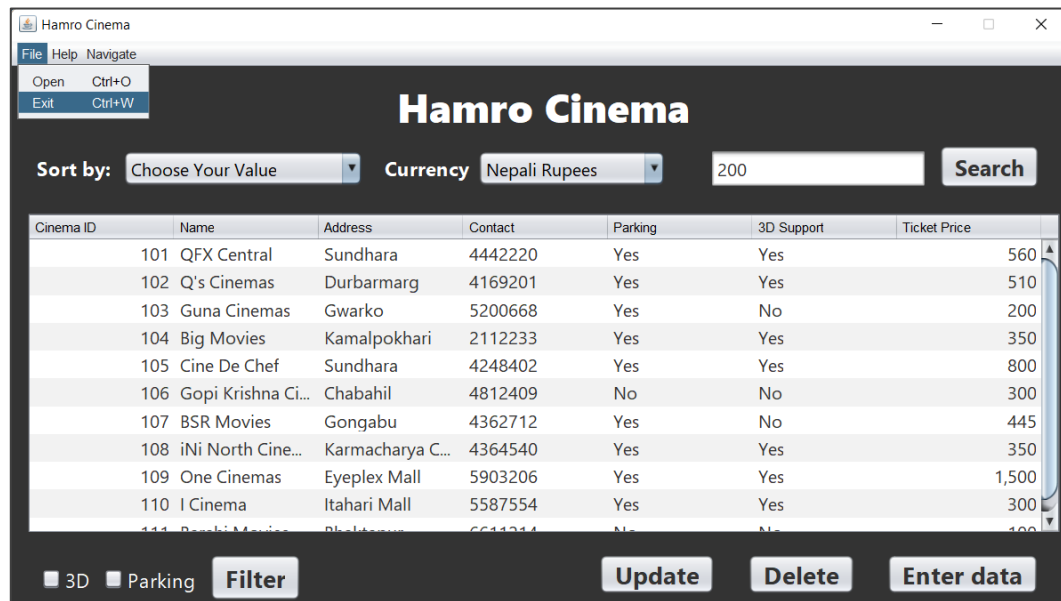 Hamro Cinema
File Help Navigate
Open Ctrl+O
Exit Ctrl+W
Hamro Cinema
Sort by: Choose Your Value Currency Nepali Rupees 200 Search
Cinema ID Name Address Contact Parking 3D Support Ticket Price
101 QFX Central Sundhara 4442220 Yes Yes 560
102 Q's Cinemas Durbarmarg 4169201 Yes Yes 510
103 Guna Cinemas Gwarko 5200668 Yes No 200
104 Big Movies Kamalpokhari 2112233 Yes Yes 350
105 Cine De Chef Sundhara 4248402 Yes Yes 800
106 Gopi Krishna Ci... Chabahil 4812409 No No 300
107 BSR Movies Gongabu 4362712 Yes No 445
108 iNi North Cine... Karmacharya C... 4364540 Yes Yes 350
109 One Cinemas Eyeplex Mall 5903206 Yes Yes 1,500
110 I Cinema Itahari Mall 5587554 Yes Yes 300
111 Movies No No
3D Parking Filter Update Delete Enter data